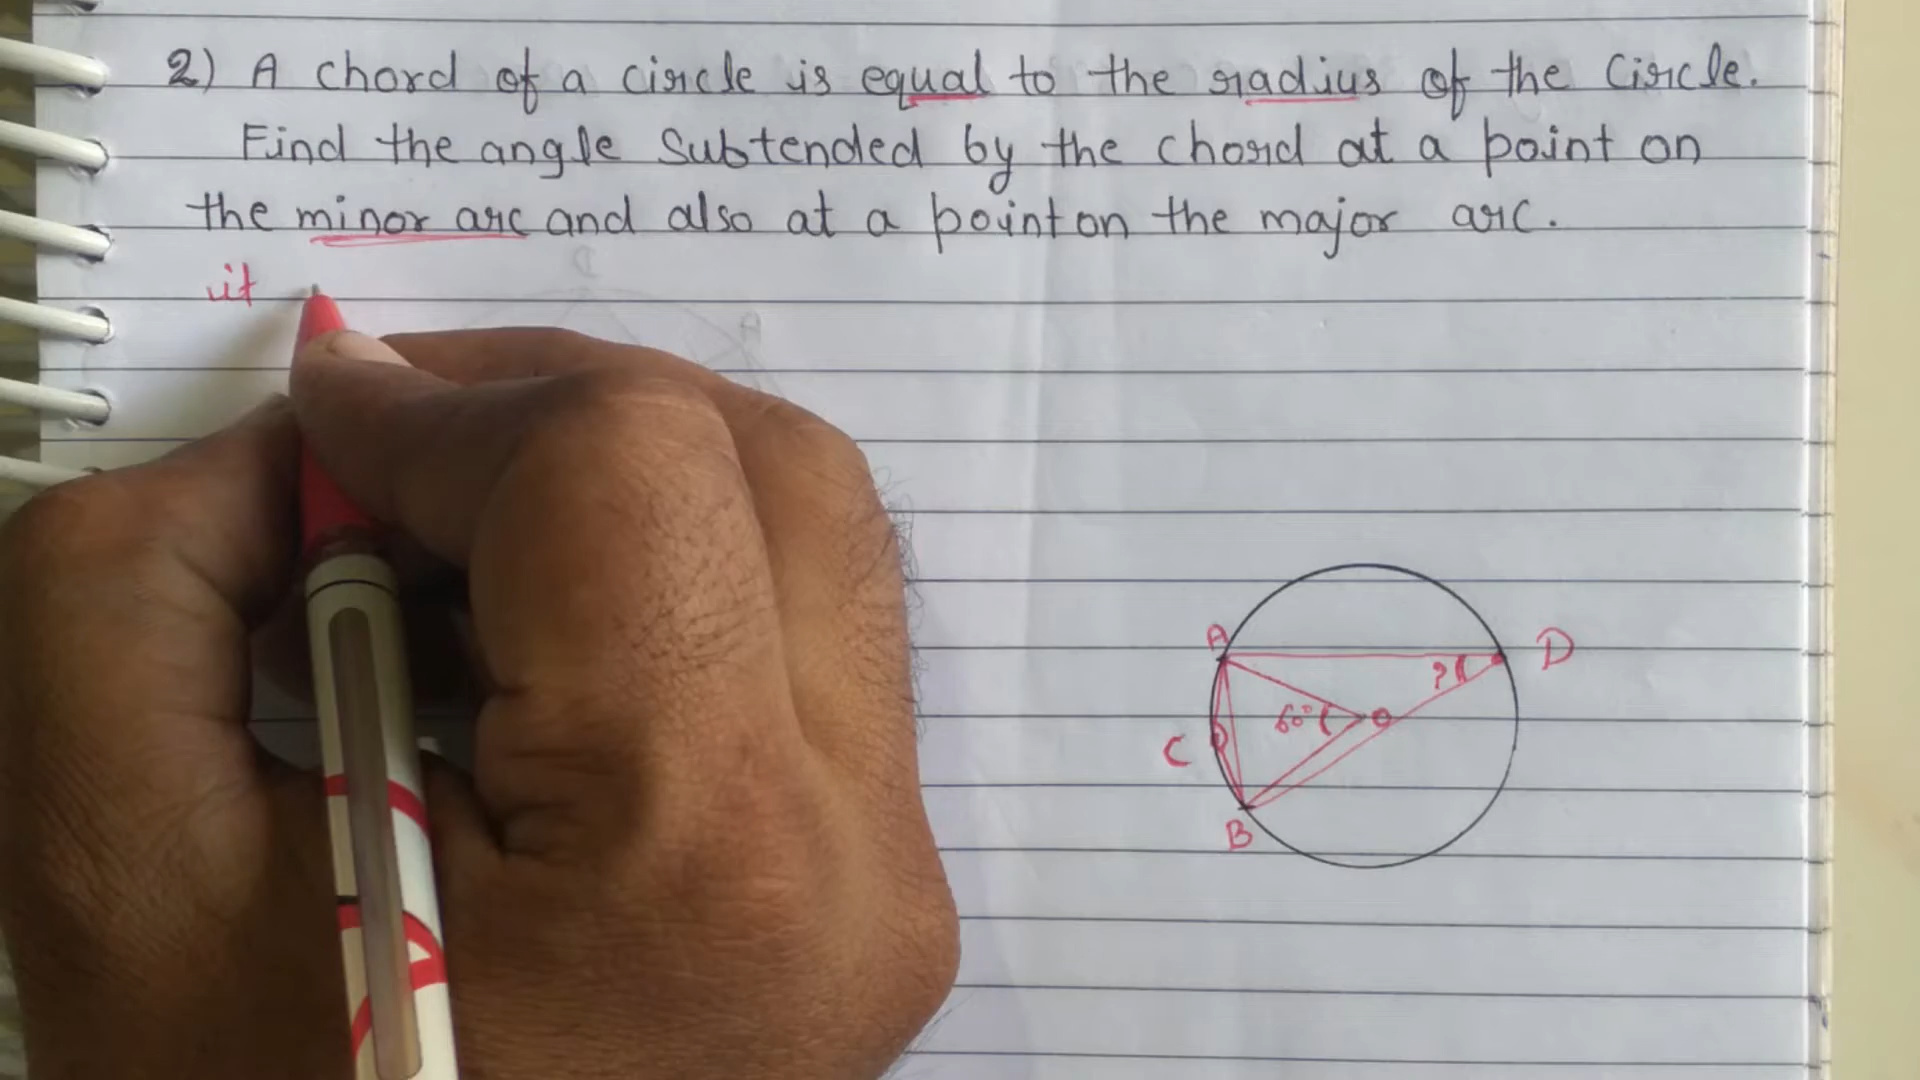 2) A chord of a circle is equal to the radius of the Circle.
Find the angle Subtended by the chord at a point on
the minor arc and also at a point on the major arc.
it
A
D
?
60°
O
C
B